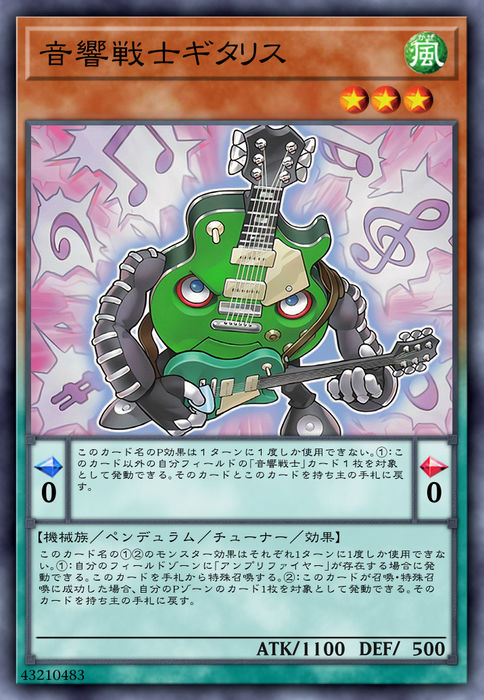 音響戦士ギタリス
かぜ
風
このカード名のP効果は1ターンに1度しか使用できない。①:こ
のカード以外の自分フィールドの「音響戦士」カード1枚を対象
として発動できる。そのカードとこのカードを持ち主の手札に戻
す。
0
0
【機械族／ペンデュラム／チューナー／効果】
このカード名の①②のモンスター効果はそれぞれ1ターンに1度しか使用できな
い。①:自分のフィールドゾーンに「アンプリファイヤー」が存在する場合に発
動できる。このカードを手札から特殊召喚する。②:このカードが召喚・特殊召
喚に成功した場合、自分のPゾーンのカード1枚を対象として発動できる。その
カードを持ち主の手札に戻す。
ATK/1100 DEF/ 500
43210483